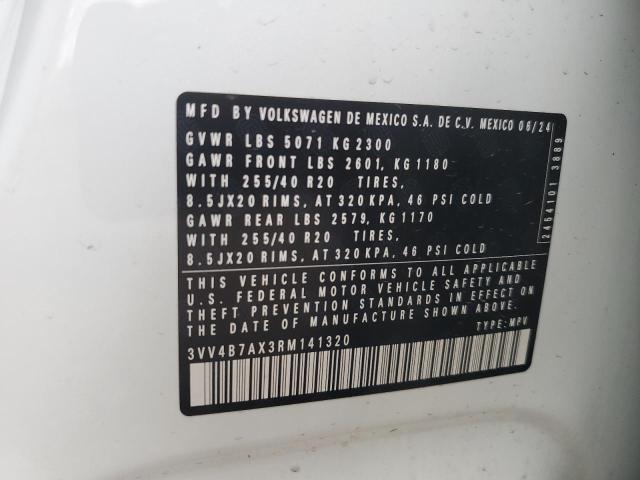 MFD BY VOLKSWAGEN DE MEXICO S.A. DE C.V. MEXICO 06/24
GVWR LBS 5071 KG 2300
GAWR FRONT LBS 2601, KG 1180
WITH 255/40 R20 TIRES,
8.5JX20 RIMS, AT 320 KPA, 46 PSI COLD
GAWR REAR LBS 2579, KG 1170
WITH 255/40 R20 TIRES,
8.5JX20 RIMS, AT 320 KPA, 46 PSI COLD
THIS VEHICLE CONFORMS TO ALL APPLICABLE
U.S. FEDERAL MOTOR VEHICLE SAFETY AND
THEFT PREVENTION STANDARDS IN EFFECT ON
THE DATE OF MANUFACTURE SHOWN ABOVE.
3VV4B7AX3RM141320
TYPE: MPV
2454101 3889